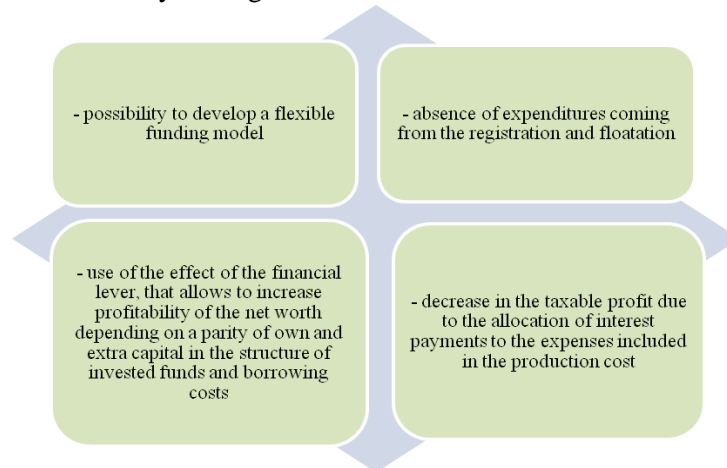 - possibility to develop a flexible
funding model
- absence of expenditures coming
from the registration and floatation
- use of the effect of the financial
lever, that allows to increase
profitability of the net worth
depending on a parity of own and
extra capital in the structure of
invested funds and borrowing
costs
- decrease in the taxable profit due
to the allocation of interest
payments to the expenses included
in the production cost